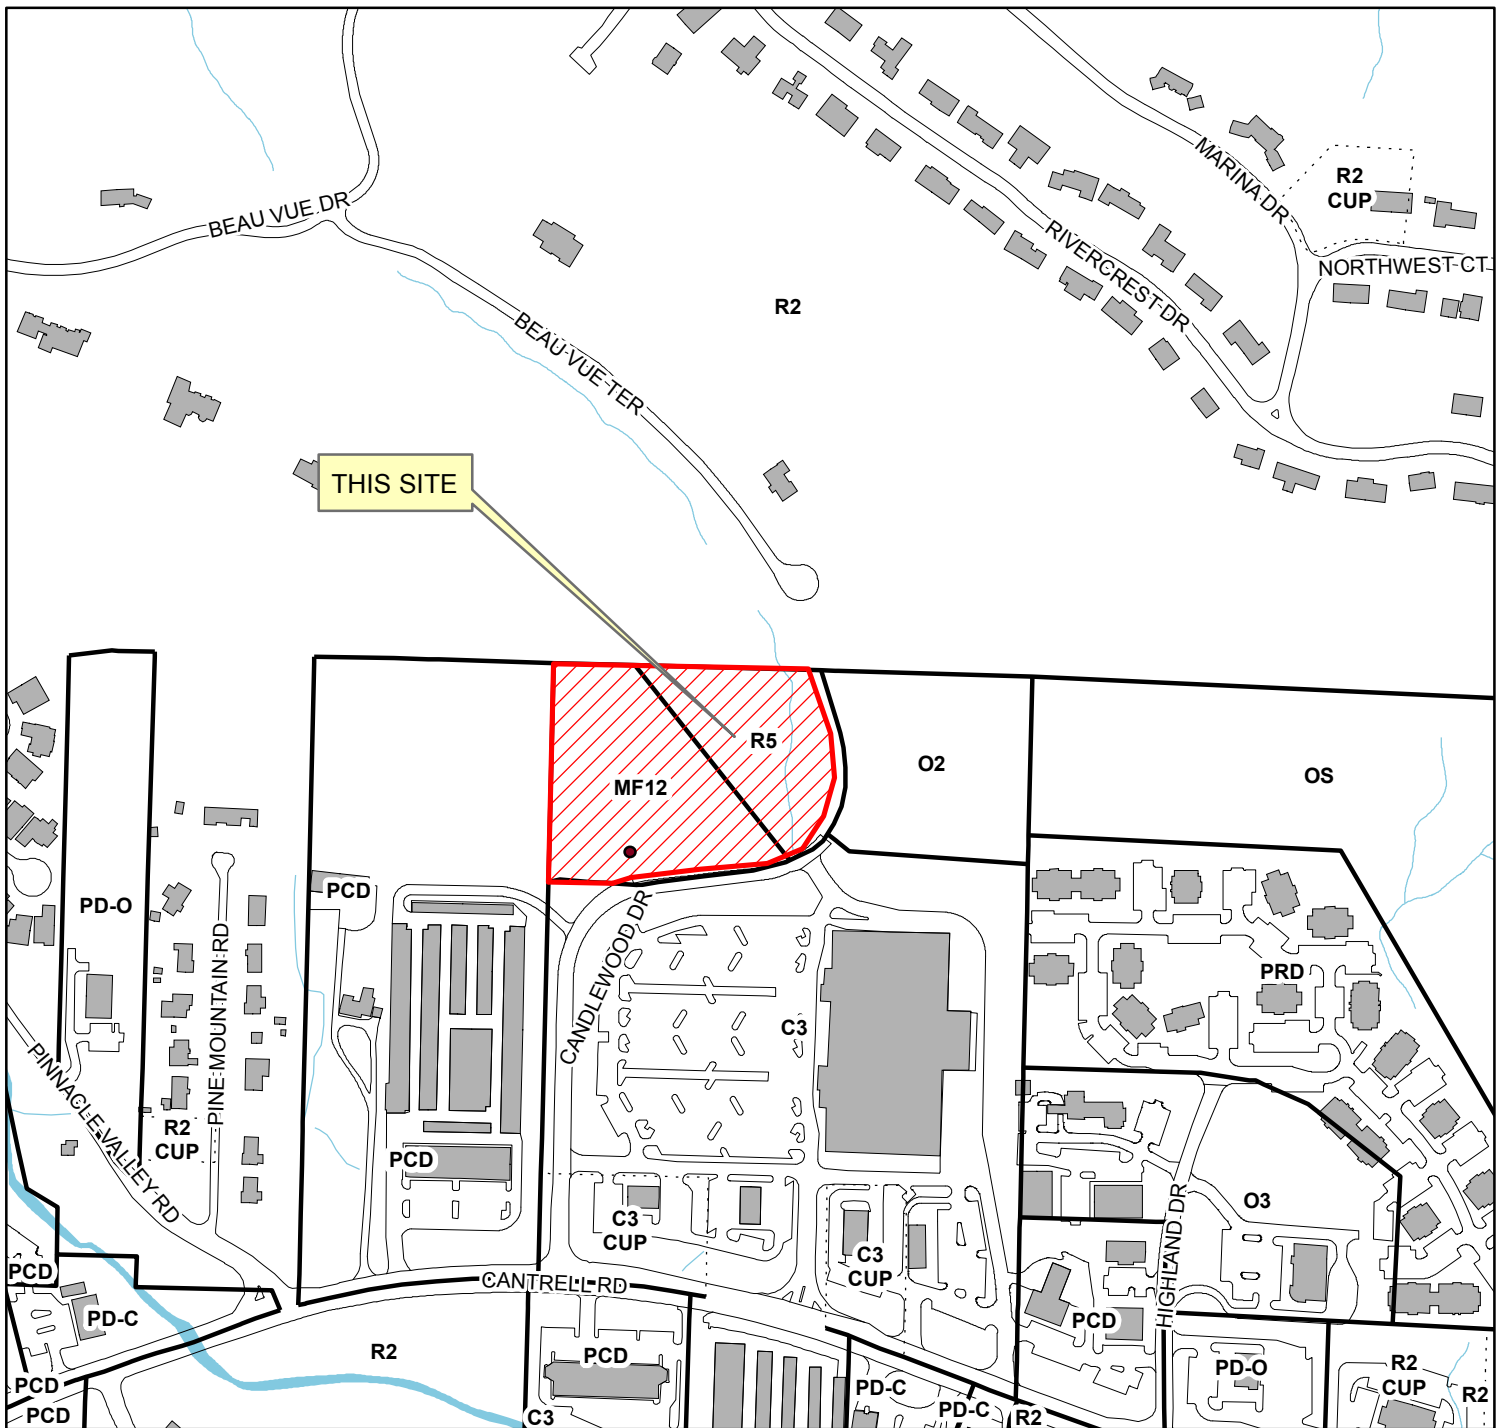 BEAU VUE DR
MARINA DR
R2
CUP
RIVERCREST DR
NORTHWEST CT
R2
BEAU VUE TER
THIS SITE
R5
O2
OS
MF12
PCD
PD-O
PINE MOUNTAIN RD
CANDLEWOOD DR
PRD
C3
PINNACLE VALLEY RD
R2
CUP
PCD
O3
C3
CUP
C3
CUP
HIGHLAND DR
PCD
CANTRELL RD
PD-C
PCD
R2
PCD
PD-O
R2
CUP
PCD
PD-C
R2
PCD
C3
PD-C
R2